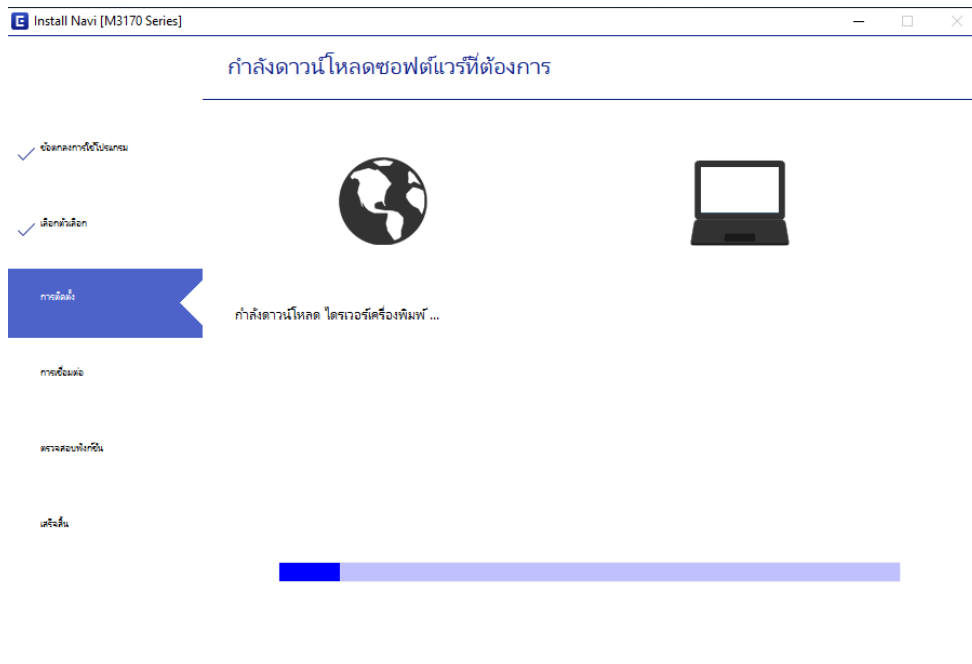 E Install Navi [M3170 Series]
กำลังดาวน์โหลดซอฟต์แวร์ที่ต้องการ
ข้อตกลงการใช้โปรแกรม
เลือกตัวเลือก
การติดตั้ง
กำลังดาวน์โหลด ไดรเวอร์เครื่องพิมพ์ ...
การเชื่อมต่อ
ตรวจสอบฟังก์ชัน
เสร็จสิ้น